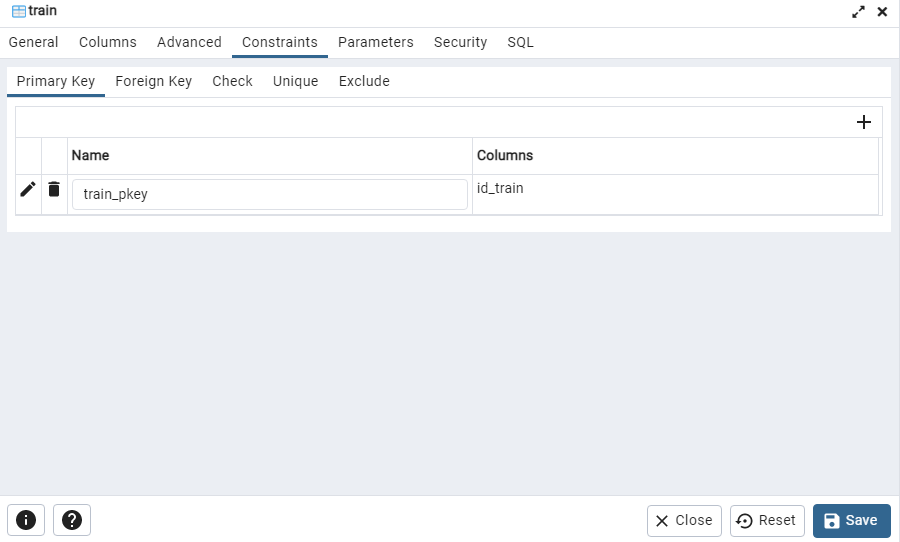 train
General Columns Advanced Constraints Parameters Security SQL
Primary Key Foreign Key Check Unique Exclude
Name Columns
train_pkey id_train
Close Reset Save